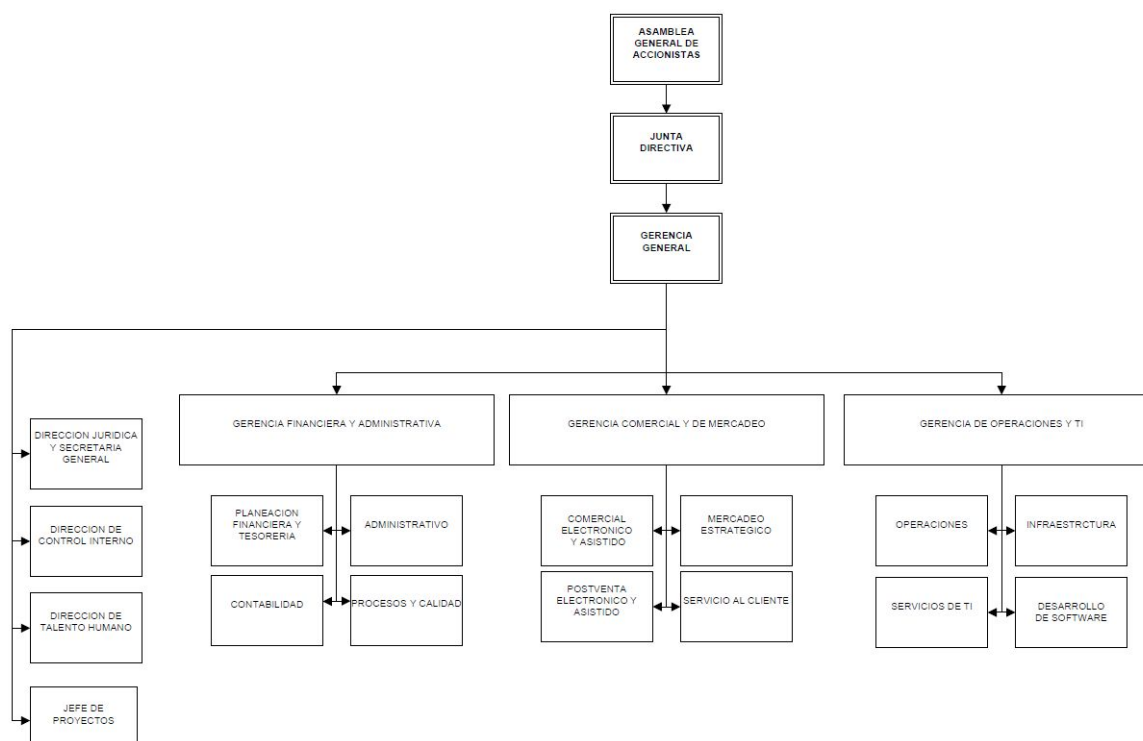 ASAMBLEA
GENERAL DE
ACCIONISTAS
JUNTA
DIRECTIVA
GERENCIA
GENERAL
GERENCIA FINANCIERA Y ADMINISTRATIVA
GERENCIA COMERCIAL Y DE MERCADEO
GERENCIA DE OPERACIONES Y TI
DIRECCION JURIDICA
Y SECRETARIA
GENERAL
DIRECCION DE
CONTROL INTERNO
DIRECCION DE
TALENTO HUMANO
JEFE DE
PROYECTOS
PLANEACION
FINANCIERA Y
TESORERIA
ADMINISTRATIVO
CONTABILIDAD
PROCESOS Y CALIDAD
COMERCIAL
ELECTRONICO
Y ASISTIDO
MERCADEO
ESTRATEGICO
POSTVENTA
ELECTRONICO Y
ASISTIDO
SERVICIO AL CLIENTE
OPERACIONES
INFRAESTRCTURA
SERVICIOS DE TI
DESARROLLO
DE SOFTWARE